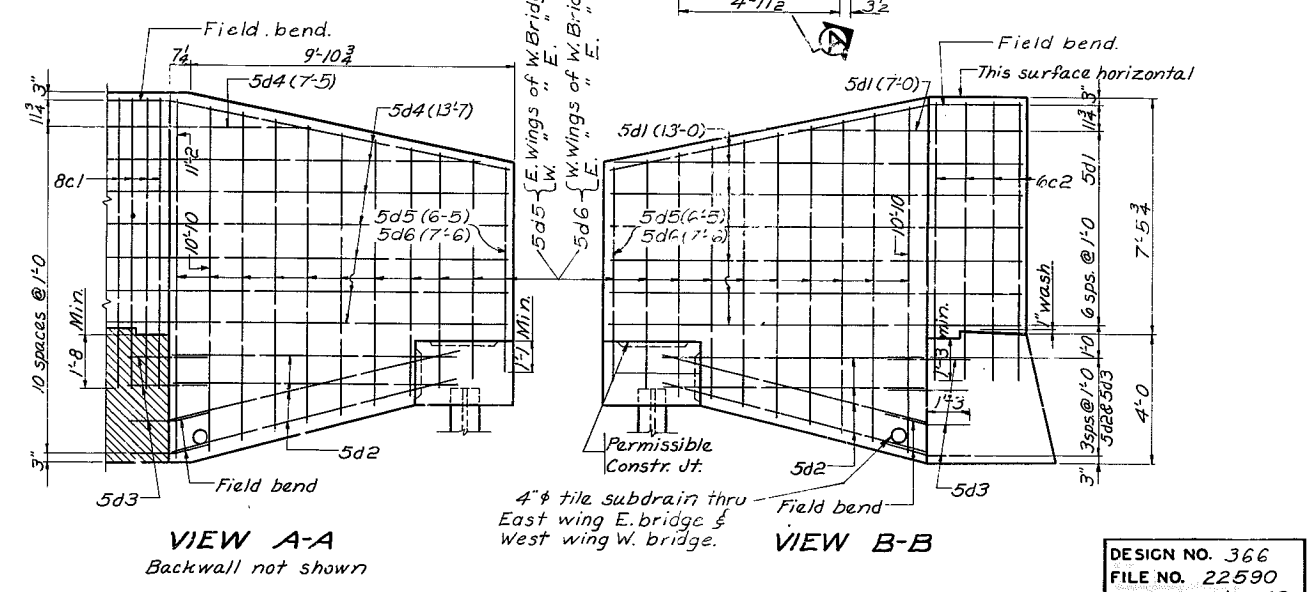 4'-11½
3½
A
Field bend.
7¼
9'-10¾
5d4 (7'-5)
5d4 (13'-7)
3"
11¾
11'-2
8c1
10'-10
5d5 (6'-5)
5d6 (7'-6)
10 spaces @ 1'-0
1'-8 Min.
1'-1 Min.
3"
5d2
5d3
Field bend
VIEW A-A
Backwall not shown
5d5 { E. Wings of W. Brid
W. " " E. "
5d6 { W. Wings of W. Bri
E. " " E. "
Field bend.
This surface horizontal
5d1 (7'-0)
5d1 (13'-0)
5d5 (6'-5)
5d6 (7'-6)
10'-10
6c2
3"
11¾
5d1
6 sps. @ 1'-0
1'-0
3 sps. @ 1'-0
5d2&5d3
3"
7'-5¾
4'-0
1" wash
1'-3 min.
1'-3
Permissible
Constr. Jt.
5d2
5d3
4"φ tile subdrain thru
East wing E. bridge &
West wing W. bridge.
Field bend
VIEW B-B
DESIGN NO. 366
FILE NO. 22590